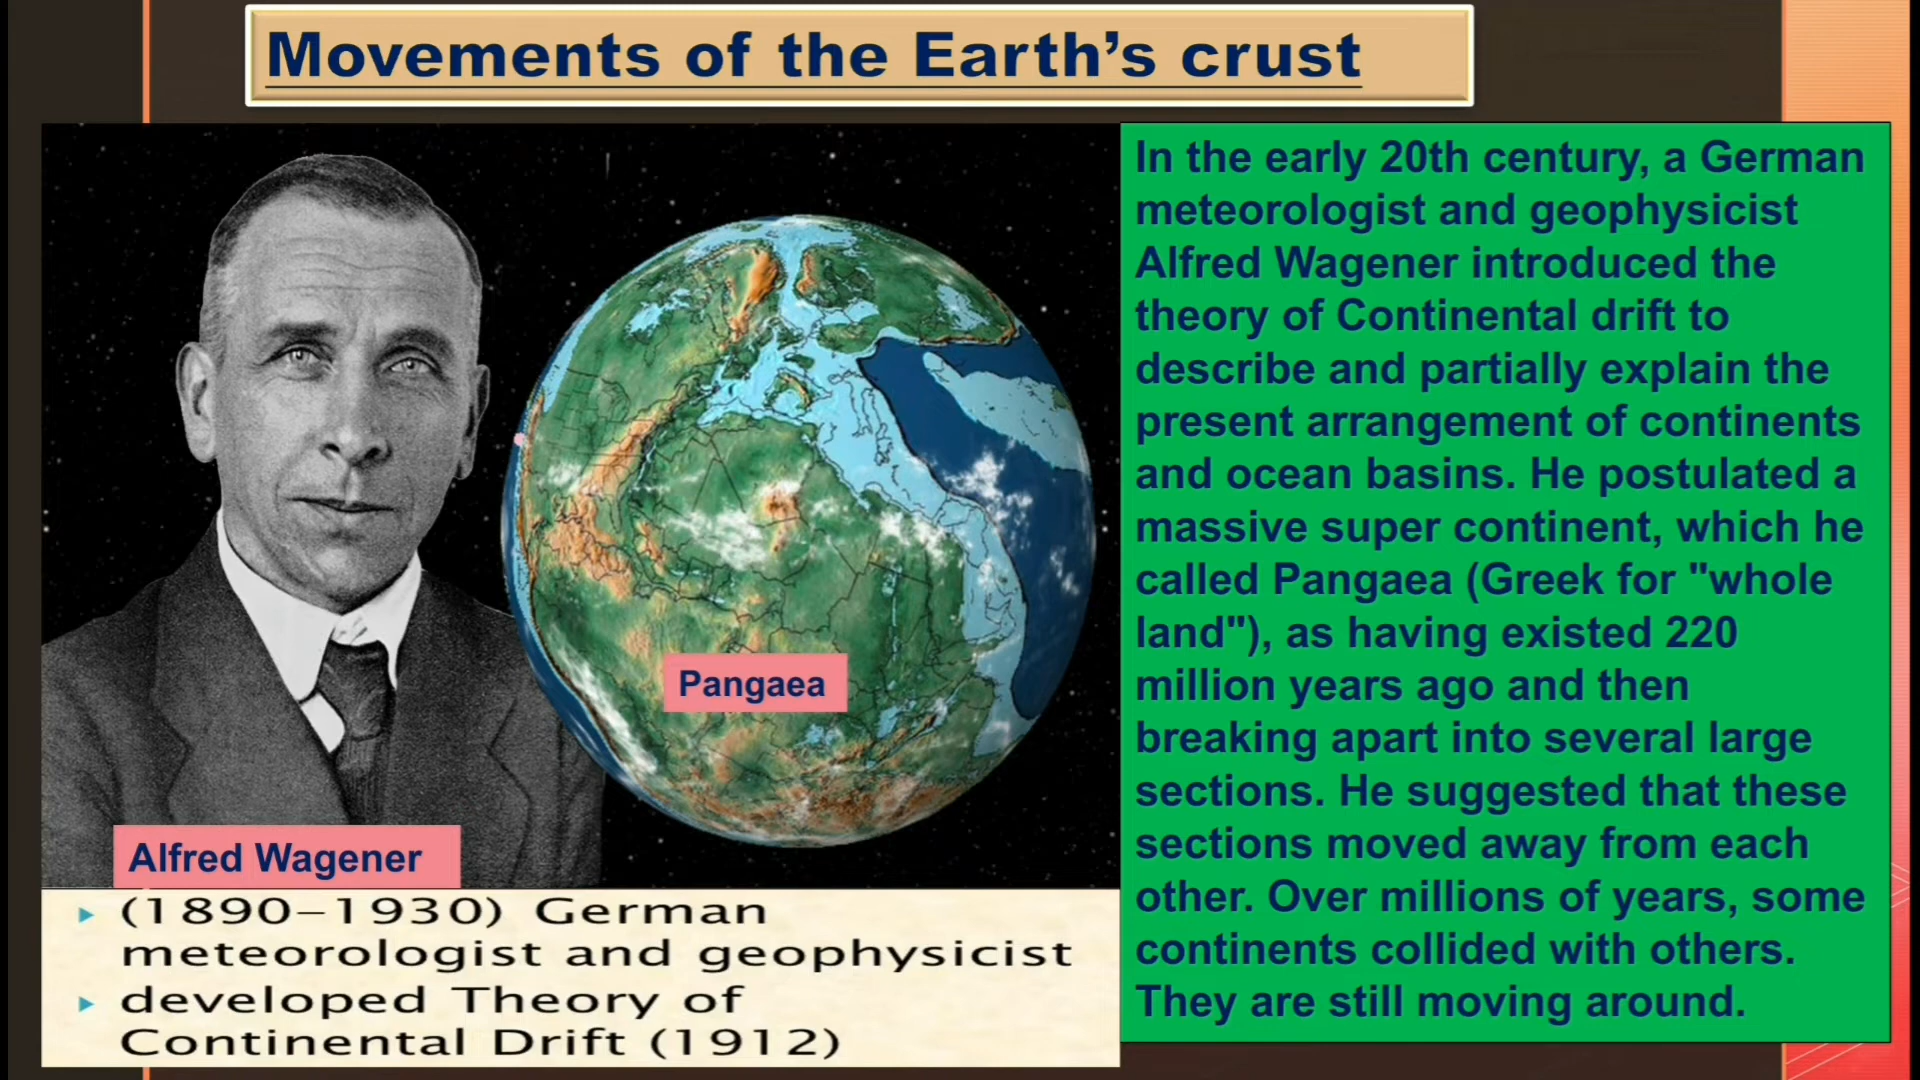 Movements of the Earth's crust
In the early 20th century, a German
meteorologist and geophysicist
Alfred Wagener introduced the
theory of Continental drift to
describe and partially explain the
present arrangement of continents
and ocean basins. He postulated a
massive super continent, which he
called Pangaea (Greek for "whole
land"), as having existed 220
million years ago and then
breaking apart into several large
sections. He suggested that these
sections moved away from each
other. Over millions of years, some
continents collided with others.
They are still moving around.
Pangaea
Alfred Wagener
(1890–1930) German
meteorologist and geophysicist
developed Theory of
Continental Drift (1912)